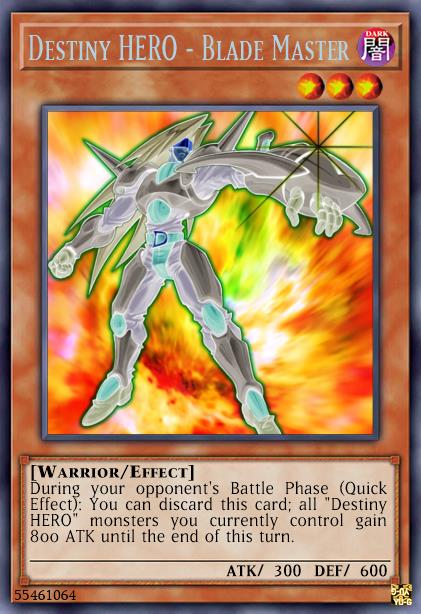 Destiny HERO - Blade Master
DARK
闇
D
[Warrior/Effect]
During your opponent's Battle Phase (Quick
Effect): You can discard this card; all "Destiny
HERO" monsters you currently control gain
800 ATK until the end of this turn.
ATK/ 300 DEF/ 600
55461064